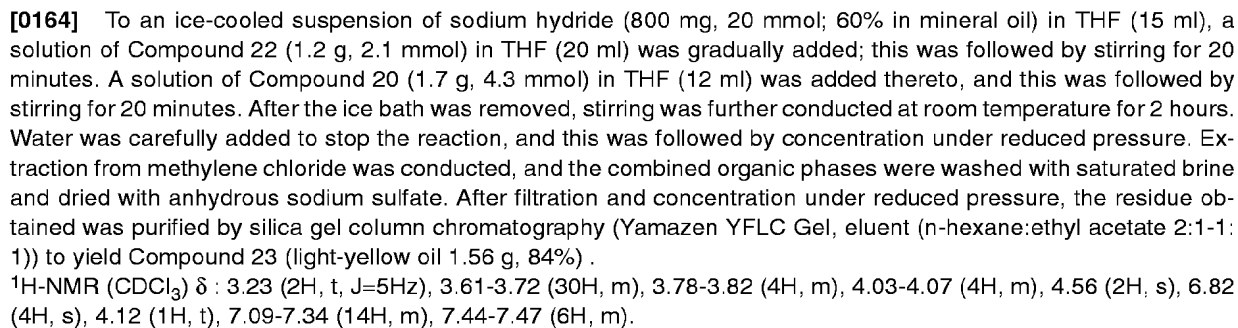 [0164] To an ice-cooled suspension of sodium hydride (800 mg, 20 mmol; 60% in mineral oil) in THF (15 ml), a
solution of Compound 22 (1.2 g, 2.1 mmol) in THF (20 ml) was gradually added; this was followed by stirring for 20
minutes. A solution of Compound 20 (1.7 g, 4.3 mmol) in THF (12 ml) was added thereto, and this was followed by
stirring for 20 minutes. After the ice bath was removed, stirring was further conducted at room temperature for 2 hours.
Water was carefully added to stop the reaction, and this was followed by concentration under reduced pressure. Ex-
traction from methylene chloride was conducted, and the combined organic phases were washed with saturated brine
and dried with anhydrous sodium sulfate. After filtration and concentration under reduced pressure, the residue ob-
tained was purified by silica gel column chromatography (Yamazen YFLC Gel, eluent (n-hexane:ethyl acetate 2:1-1:
1)) to yield Compound 23 (light-yellow oil 1.56 g, 84%) .
¹H-NMR (CDCl₃) δ : 3.23 (2H, t, J=5Hz), 3.61-3.72 (30H, m), 3.78-3.82 (4H, m), 4.03-4.07 (4H, m), 4.56 (2H, s), 6.82
(4H, s), 4.12 (1H, t), 7.09-7.34 (14H, m), 7.44-7.47 (6H, m).